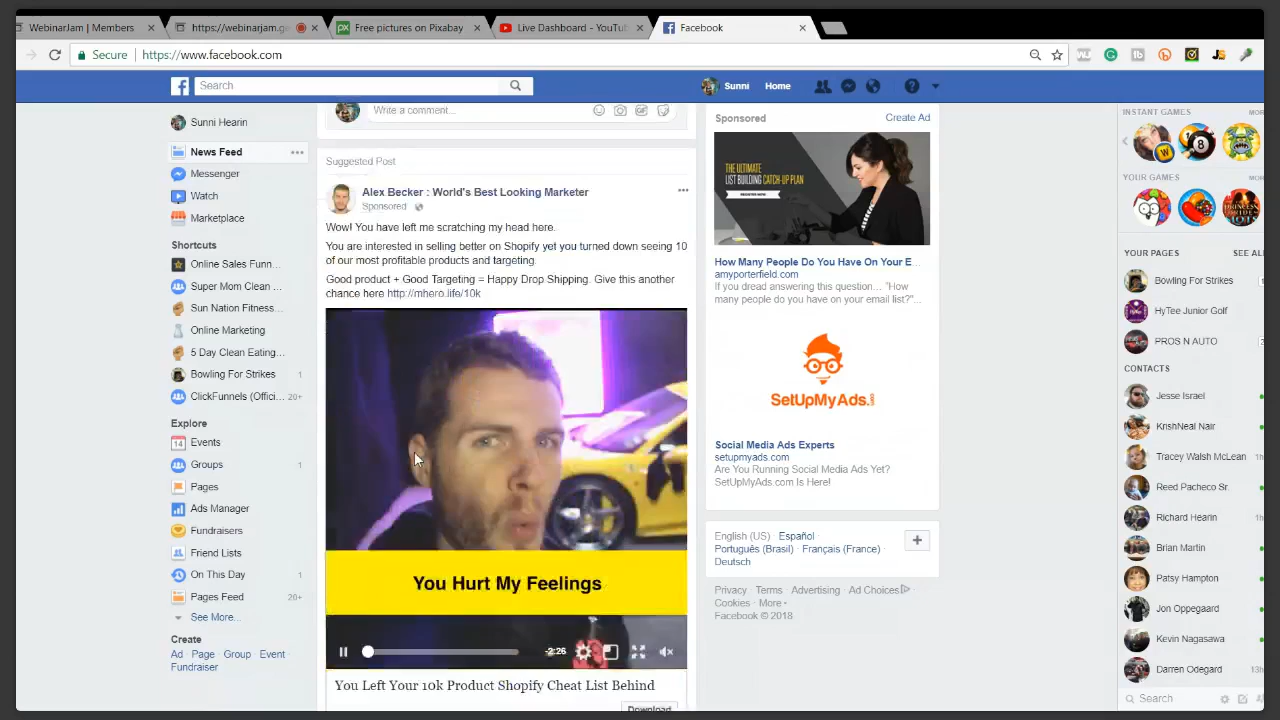 WebinarJam | Members
https://webinarjam.ge
Free pictures on Pixabay
Live Dashboard - YouTu
Facebook
Secure
https://www.facebook.com
Search
Sunni
Home
Sunni Hearin
News Feed
Messenger
Watch
Marketplace
Shortcuts
Online Sales Funn...
Super Mom Clean ...
Sun Nation Fitness...
Online Marketing
5 Day Clean Eating...
Bowling For Strikes 1
ClickFunnels (Offici... 20+
Explore
Events
Groups 1
Pages
Ads Manager
Fundraisers
Friend Lists
On This Day
Pages Feed 20+
See More...
Create
Ad · Page · Group · Event ·
Fundraiser
Write a comment...
Suggested Post
Alex Becker : World's Best Looking Marketer
Sponsored
Wow! You have left me scratching my head here.
You are interested in selling better on Shopify yet you turned down seeing 10
of our most profitable products and targeting.
Good product + Good Targeting = Happy Drop Shipping. Give this another
chance here http://mhero.life/10k
You Hurt My Feelings
-2:26
You Left Your 10k Product Shopify Cheat List Behind
Download
Sponsored
Create Ad
THE ULTIMATE
LIST BUILDING CATCH-UP PLAN
How Many People Do You Have On Your E...
amyporterfield.com
If you dread answering this question... "How
many people do you have on your email list?"...
SetUpMyAds.
Social Media Ads Experts
setupmyads.com
Are You Running Social Media Ads Yet?
SetUpMyAds.com Is Here!
English (US) · Español ·
Português (Brasil) · Français (France) ·
Deutsch
Privacy · Terms · Advertising · Ad Choices ·
Cookies · More
Facebook © 2018
INSTANT GAMES
YOUR GAMES
YOUR PAGES
SEE ALL
Bowling For Strikes
HyTee Junior Golf
PROS N AUTO
CONTACTS
Jesse Israel
KrishNeal Nair
Tracey Walsh McLean
Reed Pacheco Sr.
Richard Hearin 1h
Brian Martin
Patsy Hampton
Jon Oppegaard
Kevin Nagasawa
Darren Odegard 13h
Search